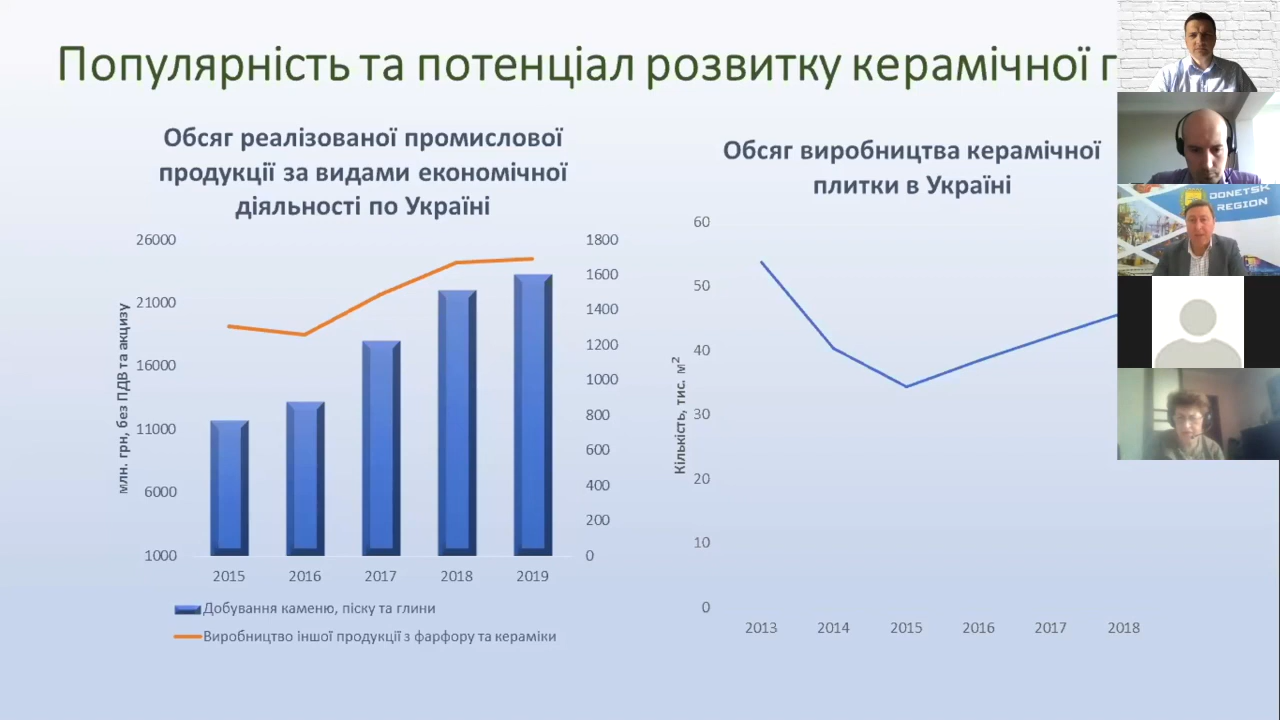 Популярність та потенціал розвитку керамічної
Обсяг реалізованої промислової
продукції за видами економічної
діяльності по Україні
26000
21000
16000
11000
6000
1000
млн. грн, без ПДВ та акцизу
1800
1600
1400
1200
1000
800
600
400
200
0
2015 2016 2017 2018 2019
Добування каменю, піску та глини
Виробництво іншої продукції з фарфору та кераміки
Обсяг виробництва керамічної
плитки в Україні
60
50
40
30
20
10
0
Кількість, тис. м²
2013 2014 2015 2016 2017 2018
DONETSK
REGION